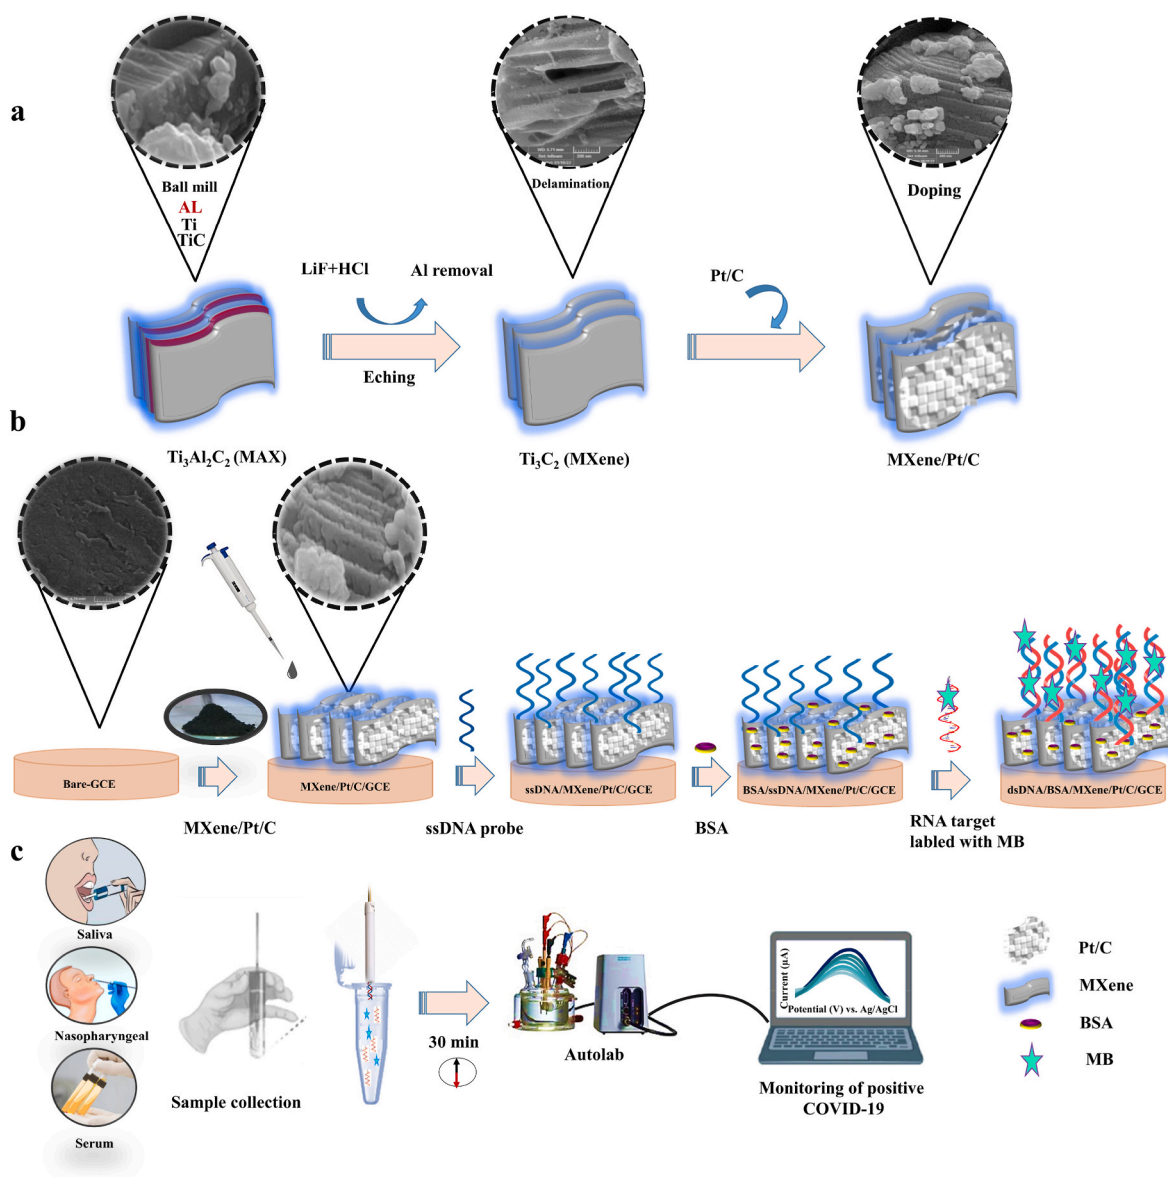 a
Ball mill
AL
Ti
TiC
Delamination
Doping
LiF+HCl
Al removal
Eching
Pt/C
Ti₃Al₂C₂ (MAX)
Ti₃C₂ (MXene)
MXene/Pt/C
b
Bare-GCE
MXene/Pt/C
MXene/Pt/C/GCE
ssDNA probe
ssDNA/MXene/Pt/C/GCE
BSA
BSA/ssDNA/MXene/Pt/C/GCE
RNA target
labled with MB
dsDNA/BSA/MXene/Pt/C/GCE
c
Saliva
Nasopharyngeal
Serum
Sample collection
30 min
Autolab
Current (µA)
Potential (V) vs. Ag/AgCl
Monitoring of positive
COVID-19
Pt/C
MXene
BSA
MB